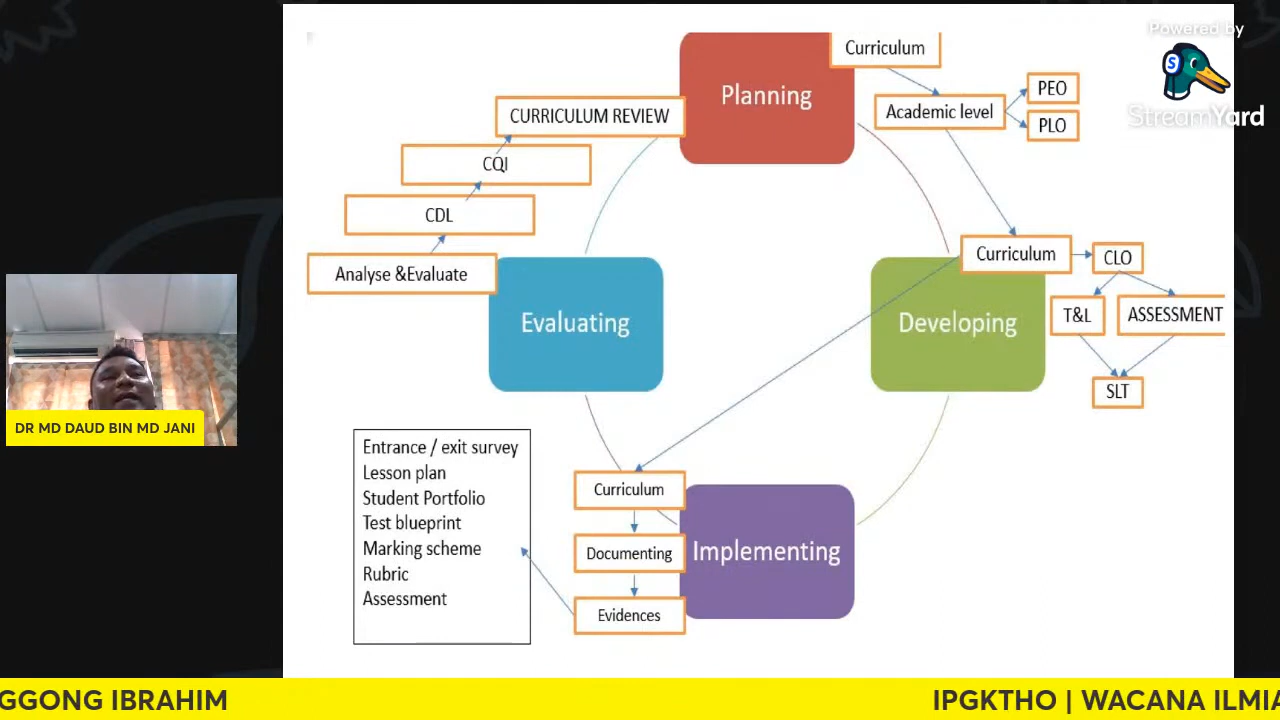 Powered by
StreamYard
Planning
Curriculum
Academic level
PEO
PLO
CURRICULUM REVIEW
CQI
CDL
Analyse &Evaluate
Evaluating
Developing
Curriculum
CLO
T&L
ASSESSMENT
SLT
DR MD DAUD BIN MD JANI
Entrance / exit survey
Lesson plan
Student Portfolio
Test blueprint
Marking scheme
Rubric
Assessment
Curriculum
Documenting
Evidences
Implementing
GGONG IBRAHIM
IPGKTHO | WACANA ILMIA